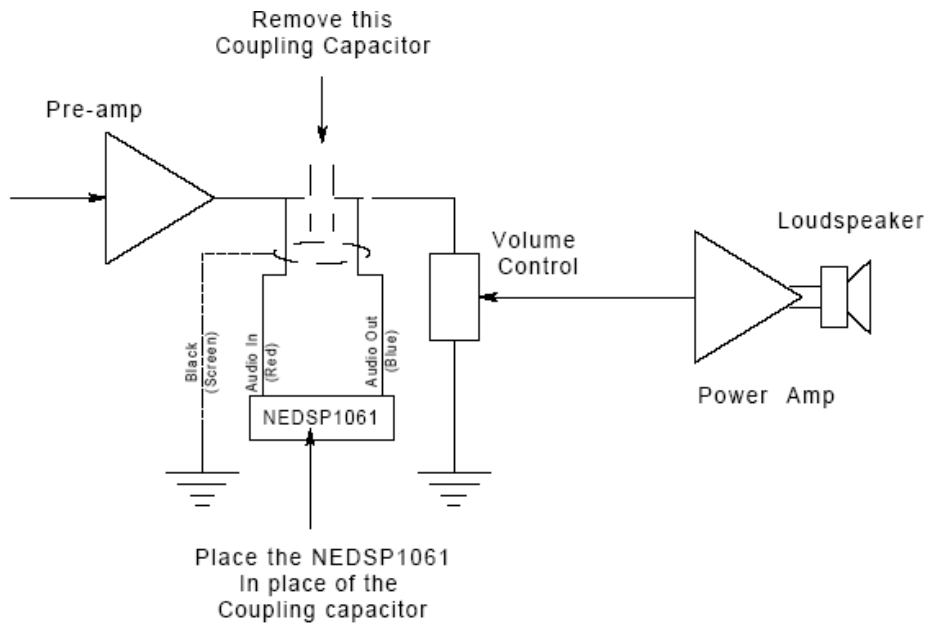 Remove this
Coupling Capacitor
Pre-amp
Loudspeaker
Volume
Control
Black
(Screen)
Audio In
(Red)
Audio Out
(Blue)
Power Amp
NEDSP1061
Place the NEDSP1061
In place of the
Coupling capacitor